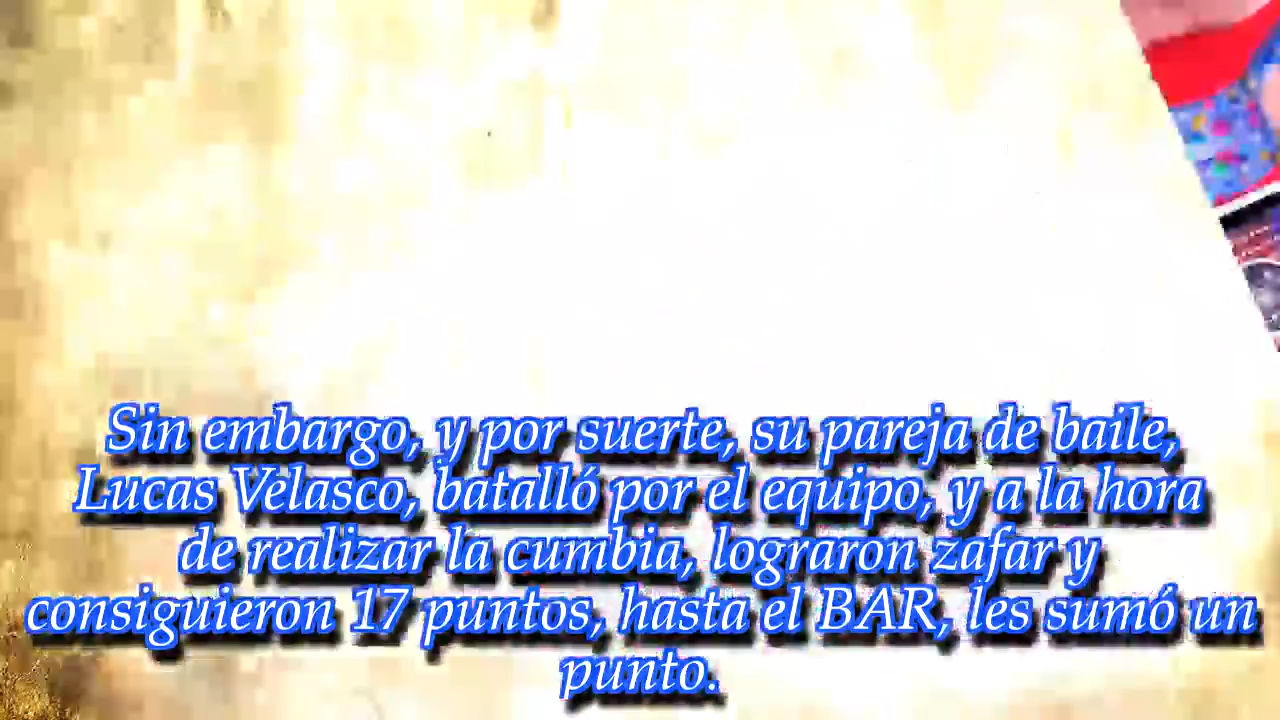 Sin embargo, y por suerte, su pareja de baile,
Lucas Velasco, batalló por el equipo, y a la hora
de realizar la cumbia, lograron zafar y
consiguieron 17 puntos, hasta el BAR, les sumó un
punto.